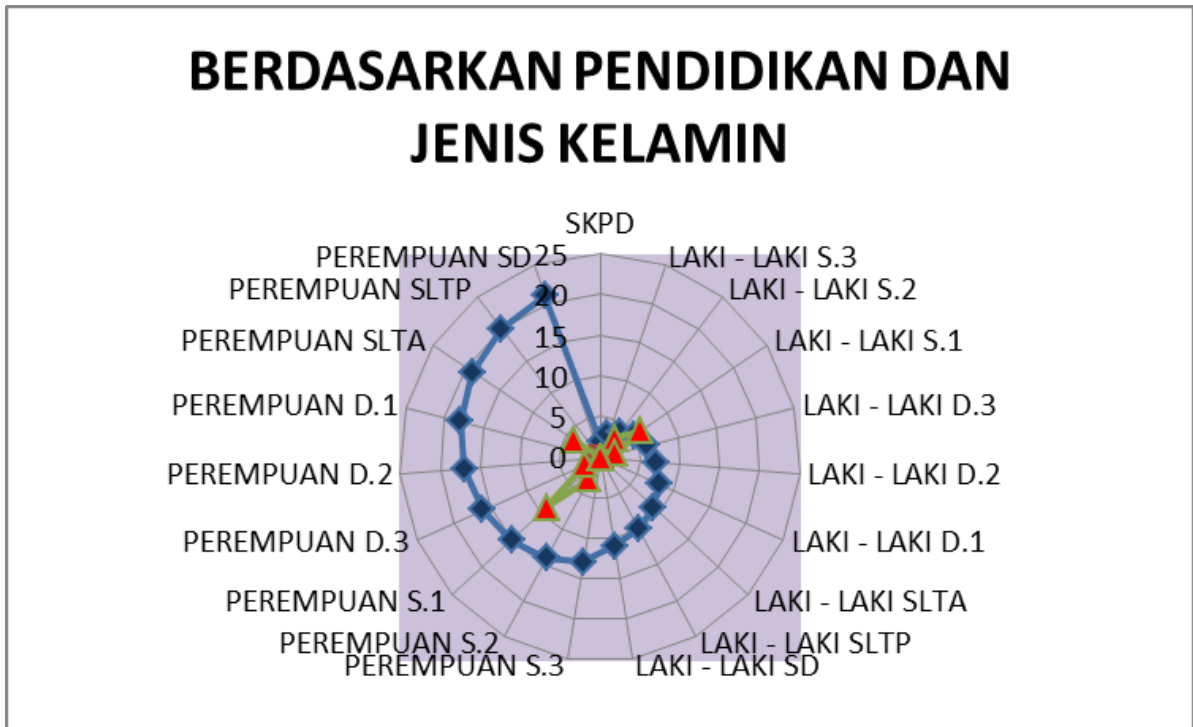 BERDASARKAN PENDIDIKAN DAN
JENIS KELAMIN
SKPD
LAKI - LAKI S.3
LAKI - LAKI S.2
LAKI - LAKI S.1
LAKI - LAKI D.3
LAKI - LAKI D.2
LAKI - LAKI D.1
LAKI - LAKI SLTA
LAKI - LAKI SLTP
LAKI - LAKI SD
PEREMPUAN S.3
PEREMPUAN S.2
PEREMPUAN S.1
PEREMPUAN D.3
PEREMPUAN D.2
PEREMPUAN D.1
PEREMPUAN SLTA
PEREMPUAN SLTP
PEREMPUAN SD
25
20
15
10
5
0